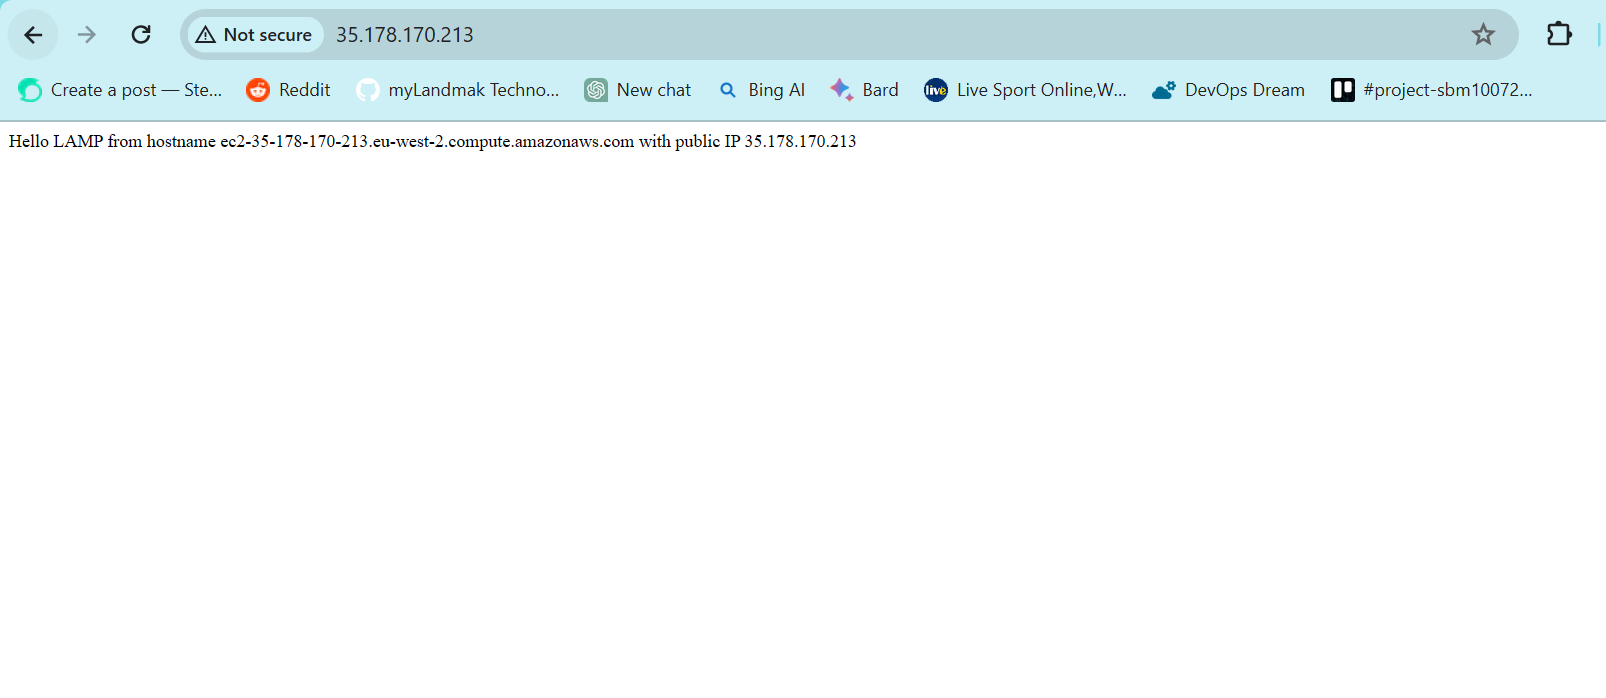 Not secure 35.178.170.213
Create a post — Ste... Reddit myLandmak Techno... New chat Bing AI Bard live Live Sport Online,W... DevOps Dream #project-sbm10072...
Hello LAMP from hostname ec2-35-178-170-213.eu-west-2.compute.amazonaws.com with public IP 35.178.170.213